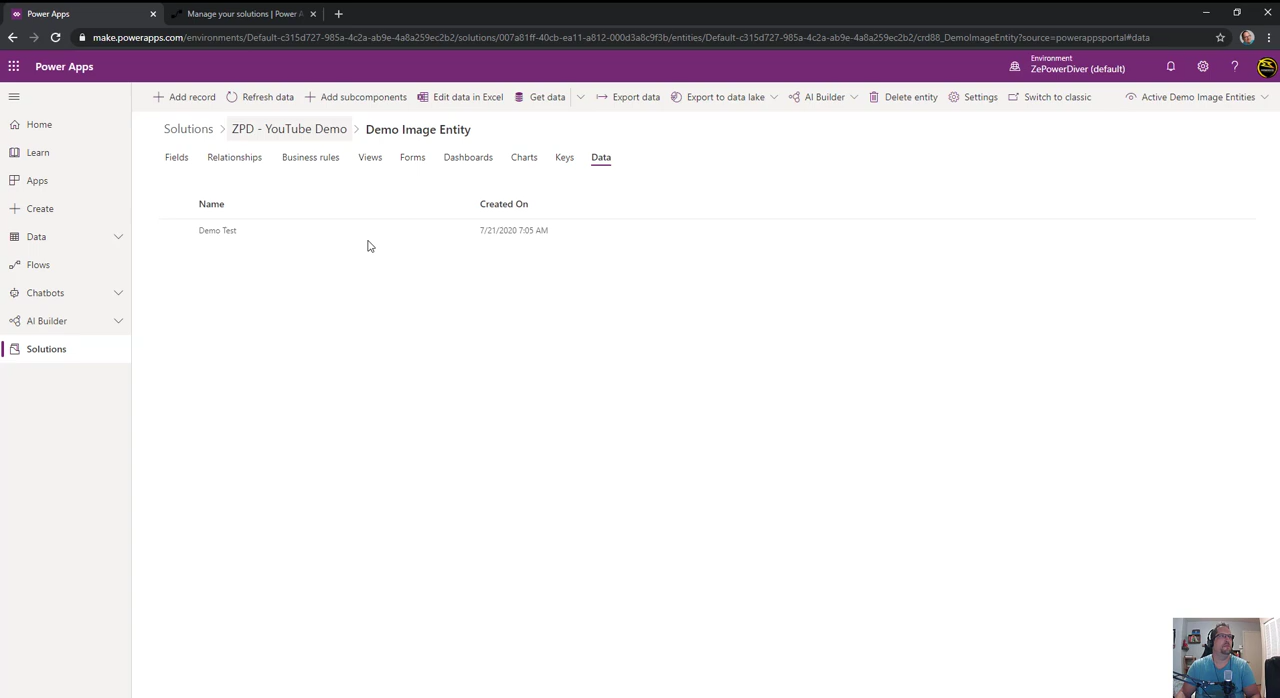 Power Apps
Manage your solutions | Power A
make.powerapps.com/environments/Default-c315d727-985a-4c2a-ab9e-4a8a259ec2b2/solutions/007a81ff-40cb-ea11-a812-000d3a8c9f3b/entities/Default-c315d727-985a-4c2a-ab9e-4a8a259ec2b2/crd88_DemoImageEntity?source=powerappsportal#data
Power Apps
Environment
ZePowerDiver (default)
Add record Refresh data Add subcomponents Edit data in Excel Get data Export data Export to data lake AI Builder Delete entity Settings Switch to classic Active Demo Image Entities
Home
Learn
Apps
Create
Data
Flows
Chatbots
AI Builder
Solutions
Solutions > ZPD - YouTube Demo > Demo Image Entity
Fields Relationships Business rules Views Forms Dashboards Charts Keys Data
Name Created On
Demo Test 7/21/2020 7:05 AM